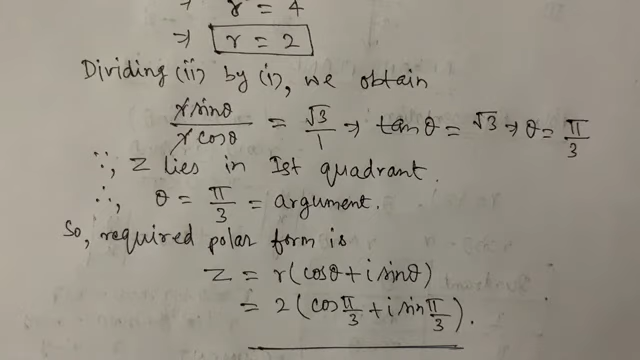 ⇒ r = 4
⇒ r = 2
Dividing (ii) by (i), we obtain
r sinθ / r cosθ = √3 / 1 ⇒ tanθ = √3 ⇒ θ = π/3
∵, Z lies in Ist quadrant.
∴, θ = π/3 = argument.
So, required polar form is
Z = r(cosθ + i sinθ)
= 2(cos π/3 + i sin π/3).